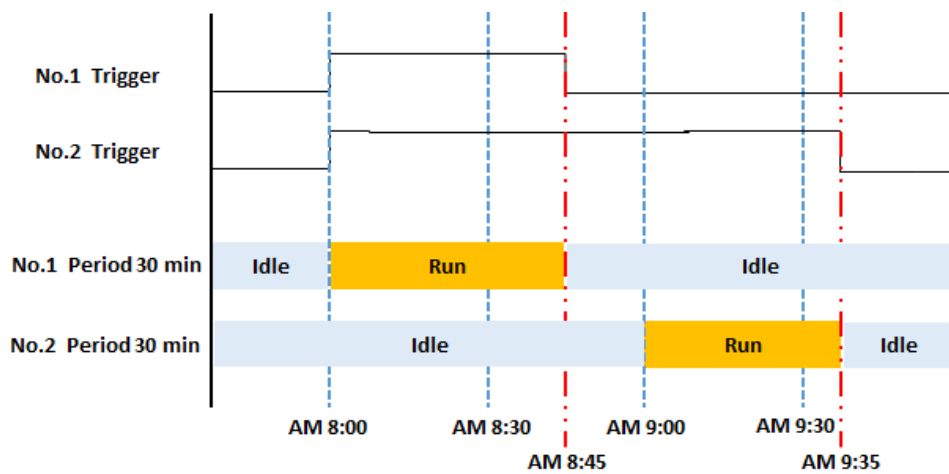 No.1 Trigger
No.2 Trigger
No.1 Period 30 min
Idle
Run
Idle
No.2 Period 30 min
Idle
Run
Idle
AM 8:00
AM 8:30
AM 9:00
AM 9:30
AM 8:45
AM 9:35